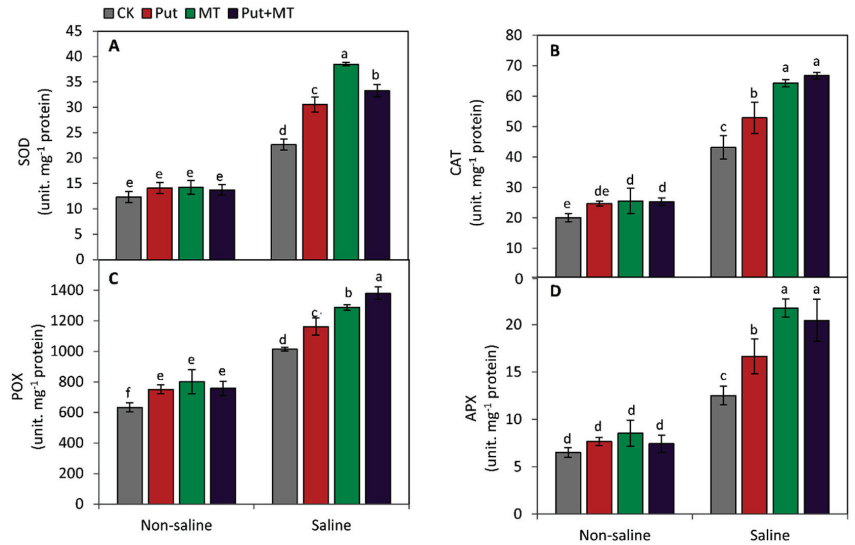 CK Put MT Put+MT
A
SOD
(unit. mg⁻¹ protein)
45
40
35
30
25
20
15
10
5
0
e e e e
d c a b
B
CAT
(unit. mg⁻¹ protein)
80
70
60
50
40
30
20
10
0
e de d d
c b a a
C
POX
(unit. mg⁻¹ protein)
1400
1200
1000
800
600
400
200
0
f e e e
d c b a
Non-saline Saline
D
APX
(unit. mg⁻¹ protein)
25
20
15
10
5
0
d d d d
c b a a
Non-saline Saline